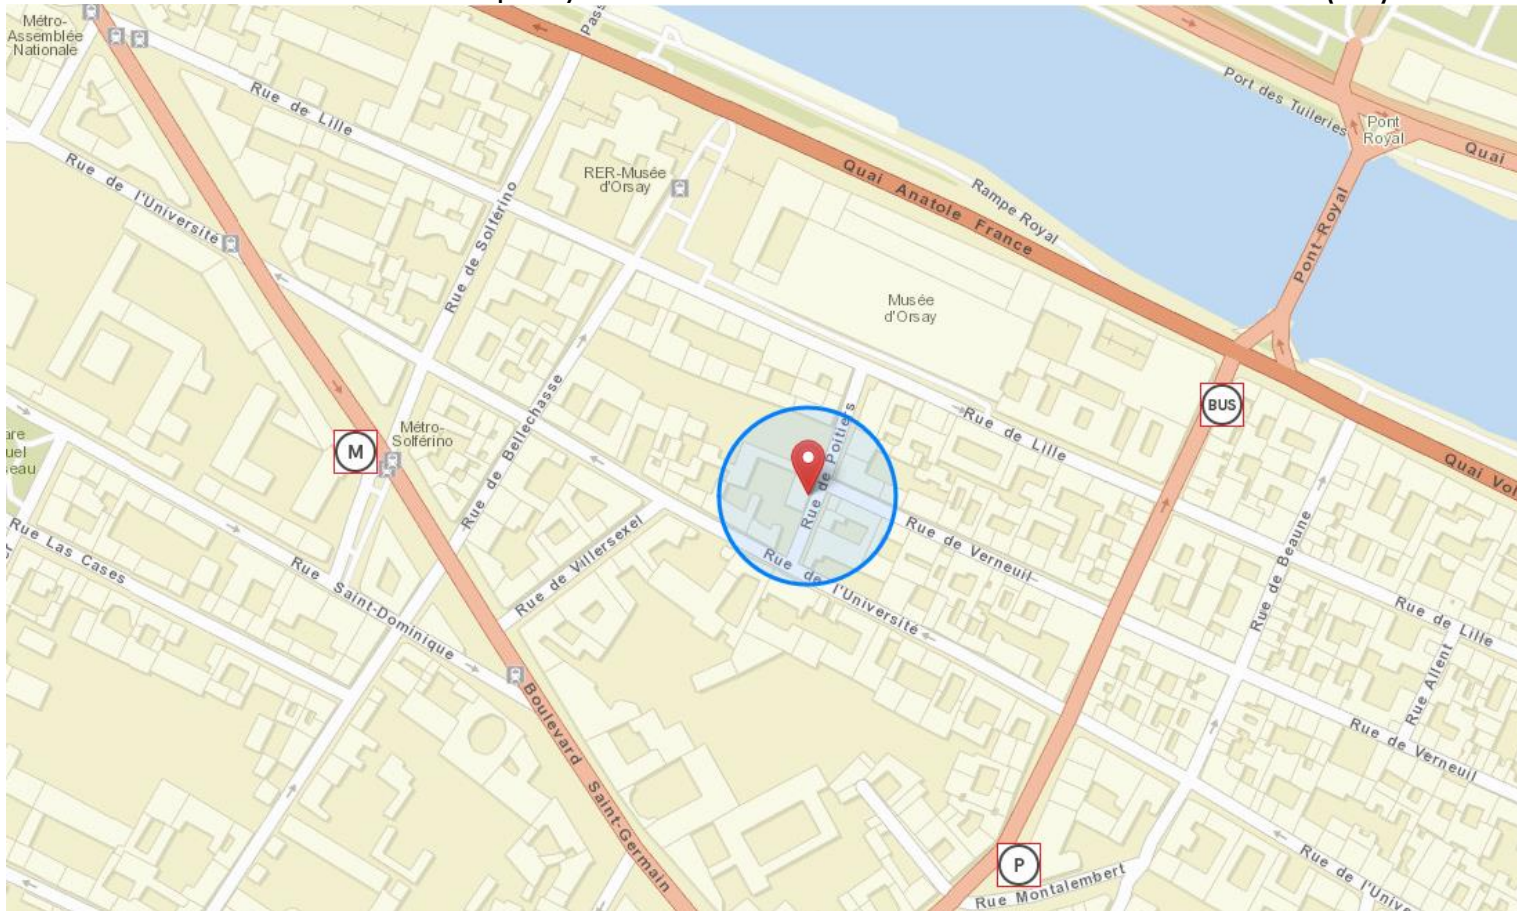 Métro-
Assemblée
Nationale
Pass
Rue de Lille
Port des Tuileries
Pont
Royal
Quai
Rue de l'Université
RER-Musée
d'Orsay
Quai Anatole France
Rampe Royal
Rue de Solférino
Pont Royal
Musée
d'Orsay
Rue de Bellechasse
BUS
Rue de Poitiers
Rue de Lille
Métro-
Solférino
M
are
uel
seau
Quai Vol
Rue Las Cases
Rue Saint-Dominique
Rue de Villersexel
Rue de l'Université
Rue de Verneuil
Rue de Beaune
Rue de Lille
Rue Allent
Rue de Verneuil
Boulevard Saint-Germain
P
Rue Montalembert
Rue de l'Unive